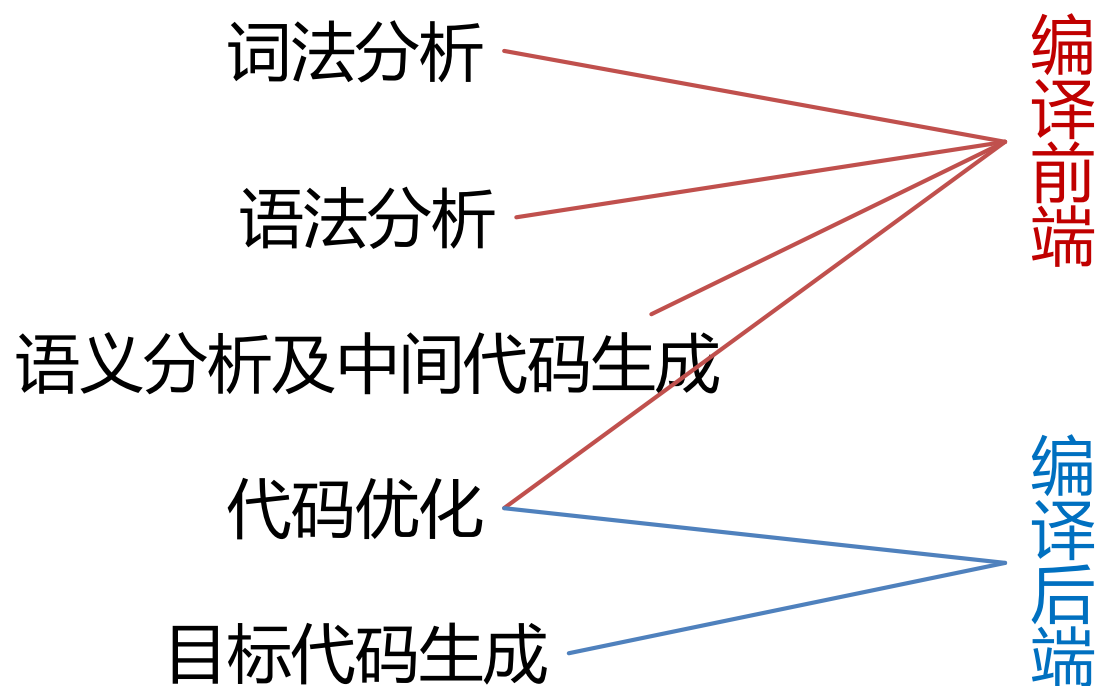 词法分析
语法分析
语义分析及中间代码生成
代码优化
目标代码生成
编译前端
编译后端